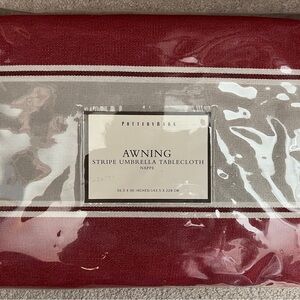 POTTERY BARN
AWNING
STRIPE UMBRELLA TABLECLOTH
NAPPE